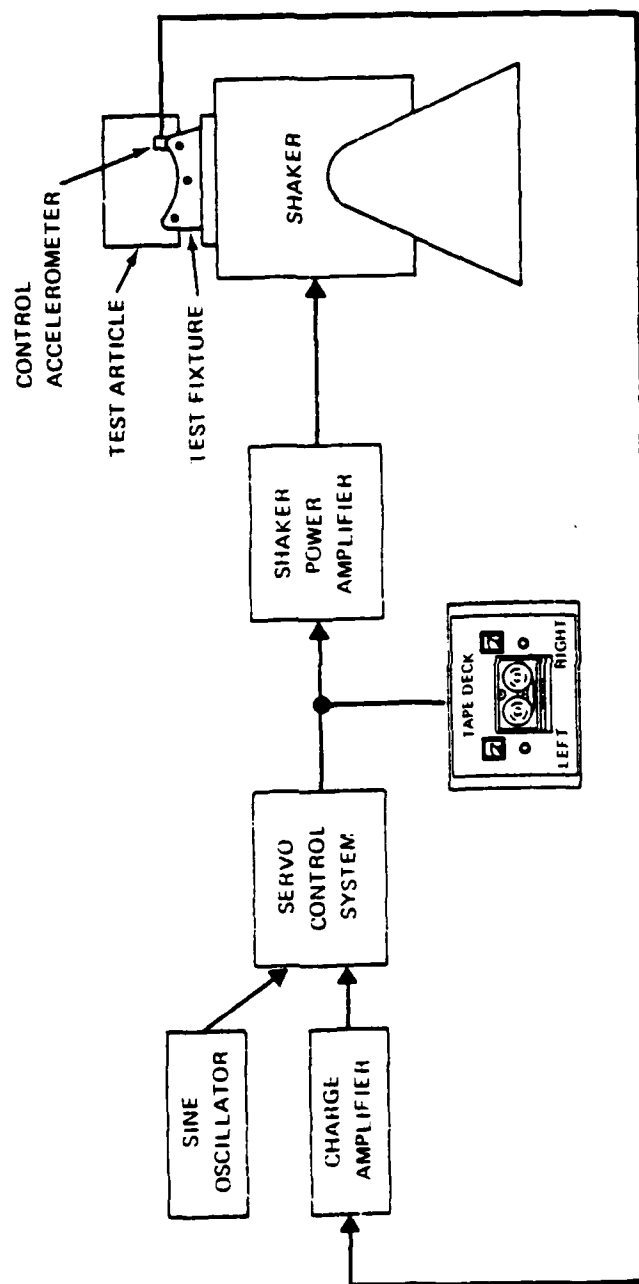 CONTROL
ACCELEROMETER
TEST ARTICLE
TEST FIXTURE
SHAKER
SHAKER
POWER
AMPLIFIER
TAPE DECK
LEFT
RIGHT
SERVO
CONTROL
SYSTEM
SINE
OSCILLATOR
CHARGE
AMPLIFIER